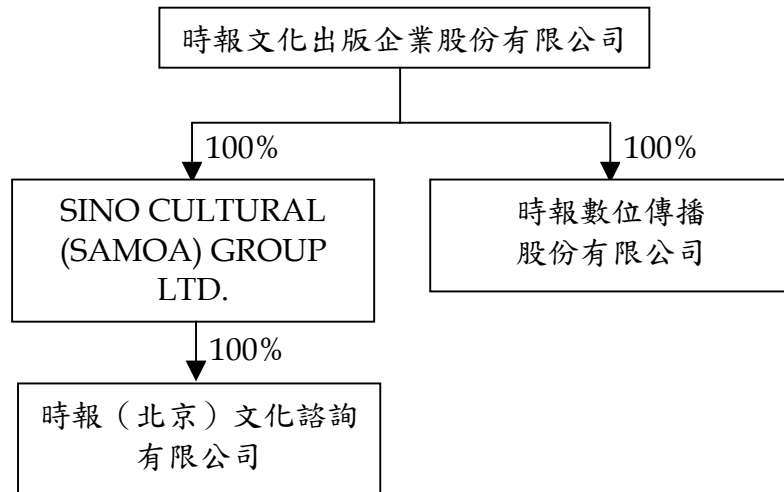 時報文化出版企業股份有限公司
100%
100%
SINO CULTURAL
(SAMOA) GROUP
LTD.
時報數位傳播
股份有限公司
100%
時報（北京）文化諮詢
有限公司